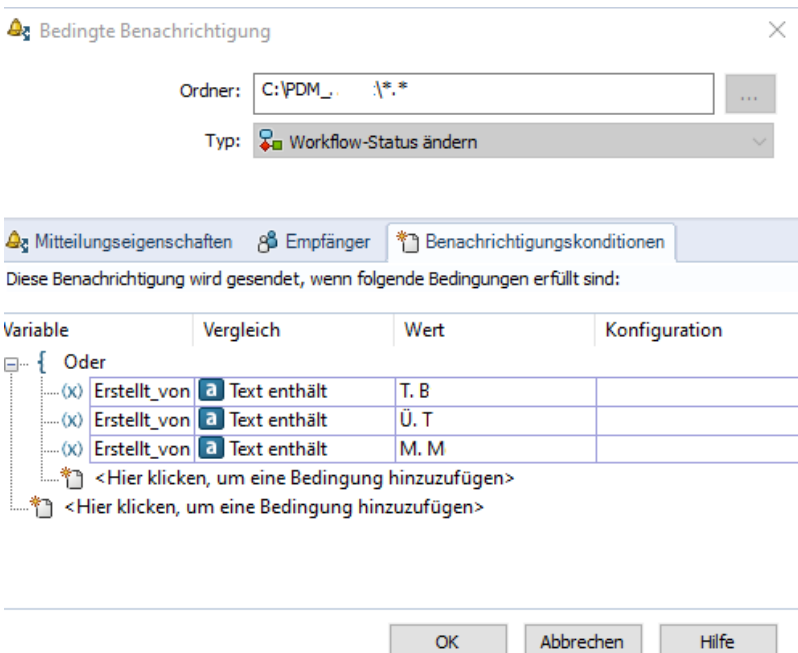 Bedingte Benachrichtigung
Ordner: C:\PDM_. :\*.*
...
Typ: Workflow-Status ändern
Mitteilungseigenschaften Empfänger Benachrichtigungskonditionen
Diese Benachrichtigung wird gesendet, wenn folgende Bedingungen erfüllt sind:
Variable Vergleich Wert Konfiguration
{ Oder
(x) Erstellt_von a Text enthält T. B
(x) Erstellt_von a Text enthält Ü. T
(x) Erstellt_von a Text enthält M. M
<Hier klicken, um eine Bedingung hinzuzufügen>
<Hier klicken, um eine Bedingung hinzuzufügen>
OK Abbrechen Hilfe